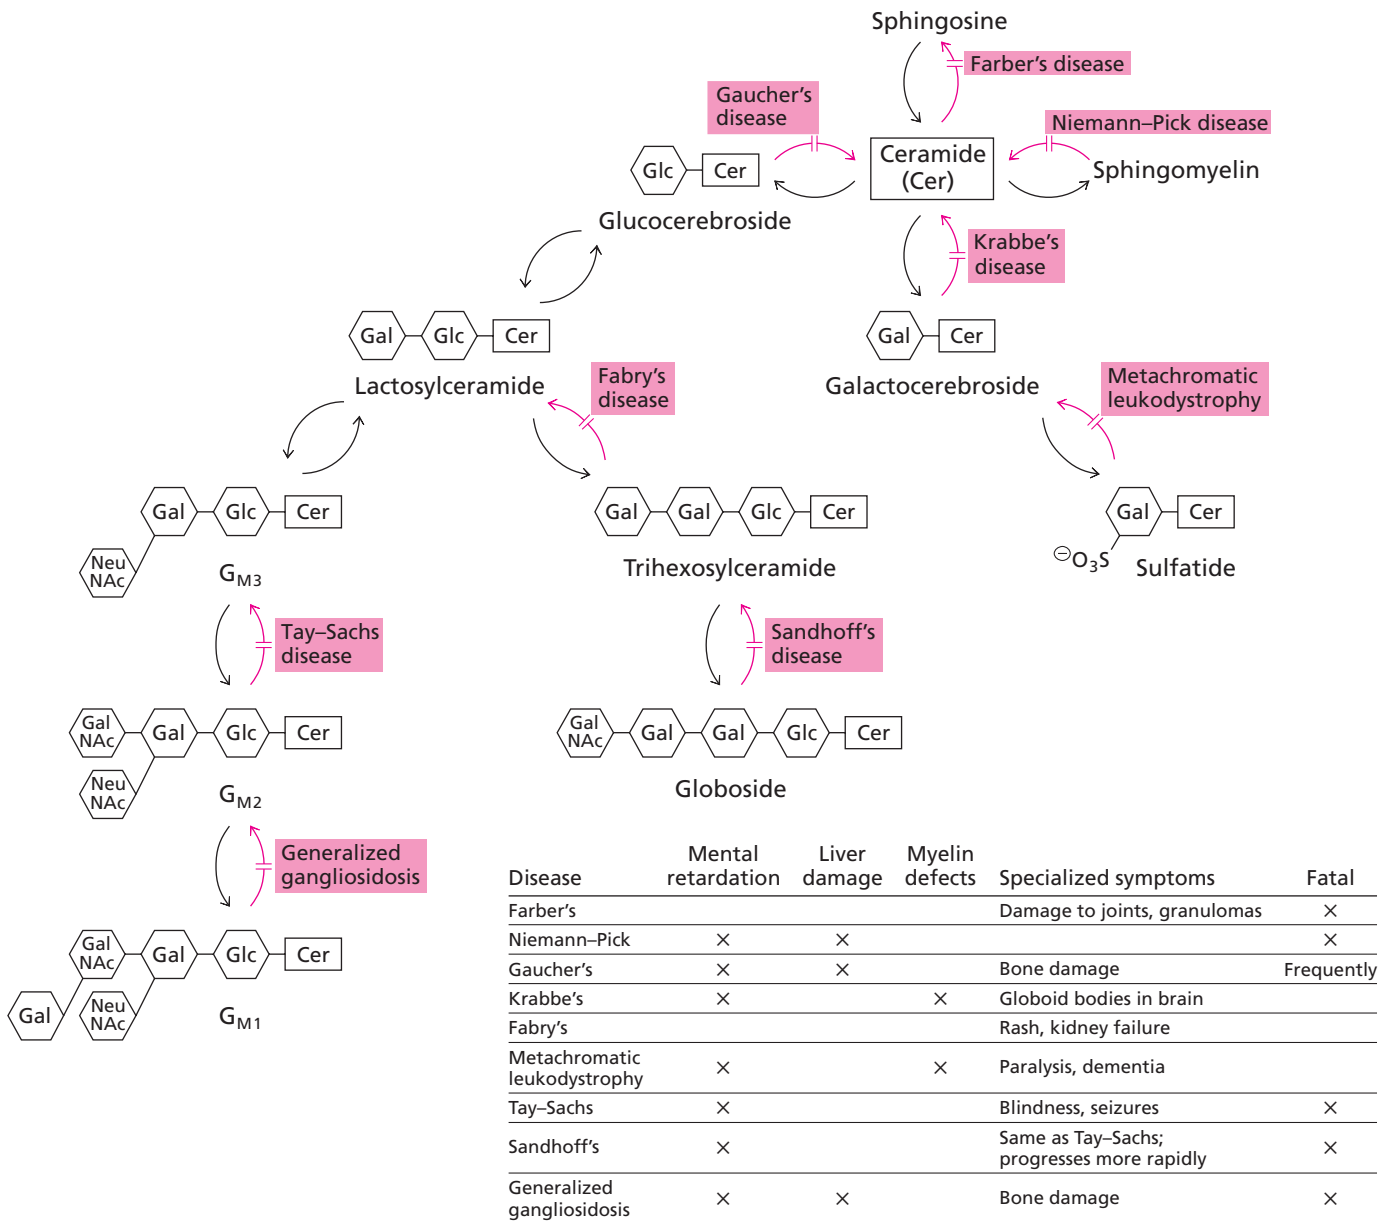 Sphingosine
Farber's disease
Gaucher's
disease
Niemann–Pick disease
Ceramide
(Cer)
Sphingomyelin
Glc Cer
Glucocerebroside
Krabbe's
disease
Gal Glc Cer
Lactosylceramide
Gal Cer
Galactocerebroside
Fabry's
disease
Metachromatic
leukodystrophy
Gal Glc Cer
Neu
NAc
G_M3
Gal Gal Glc Cer
Trihexosylceramide
Gal Cer
⊖O₃S
Sulfatide
Tay–Sachs
disease
Sandhoff's
disease
Gal
NAc
Gal Glc Cer
Neu
NAc
G_M2
Gal
NAc
Gal Gal Glc Cer
Globoside
Generalized
gangliosidosis
Gal
NAc
Gal Glc Cer
Gal
Neu
NAc
G_M1
Disease Mental retardation Liver damage Myelin defects Specialized symptoms Fatal
Farber's Damage to joints, granulomas ×
Niemann–Pick × × ×
Gaucher's × × Bone damage Frequently
Krabbe's × × Globoid bodies in brain
Fabry's Rash, kidney failure
Metachromatic
leukodystrophy × × Paralysis, dementia
Tay–Sachs × Blindness, seizures ×
Sandhoff's × Same as Tay–Sachs;
progresses more rapidly ×
Generalized
gangliosidosis × × Bone damage ×